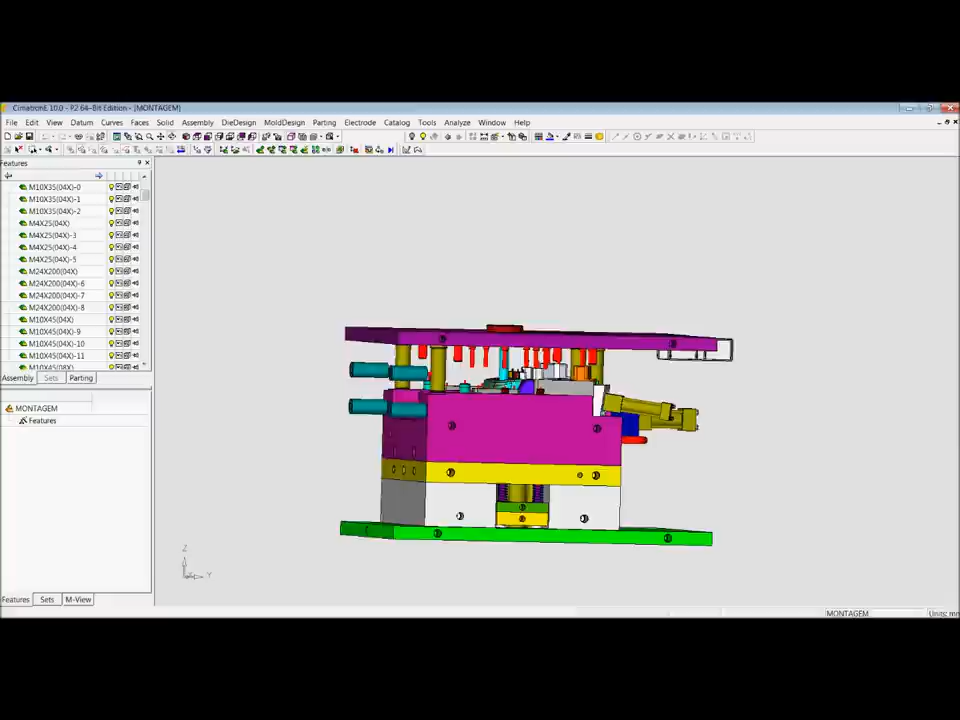 CimatronE 10.0 - P2 64-Bit Edition - [MONTAGEM]
File Edit View Datum Curves Faces Solid Assembly DieDesign MoldDesign Parting Electrode Catalog Tools Analyze Window Help
Features
M10X35(04X)-0
M10X35(04X)-1
M10X35(04X)-2
M4X25(04X)
M4X25(04X)-3
M4X25(04X)-4
M4X25(04X)-5
M24X200(04X)
M24X200(04X)-6
M24X200(04X)-7
M24X200(04X)-8
M10X45(04X)
M10X45(04X)-9
M10X45(04X)-10
M10X45(04X)-11
M10X45(08X)
Assembly Sets Parting
MONTAGEM
Features
Z
Y
Features Sets M-View
MONTAGEM Units: mm